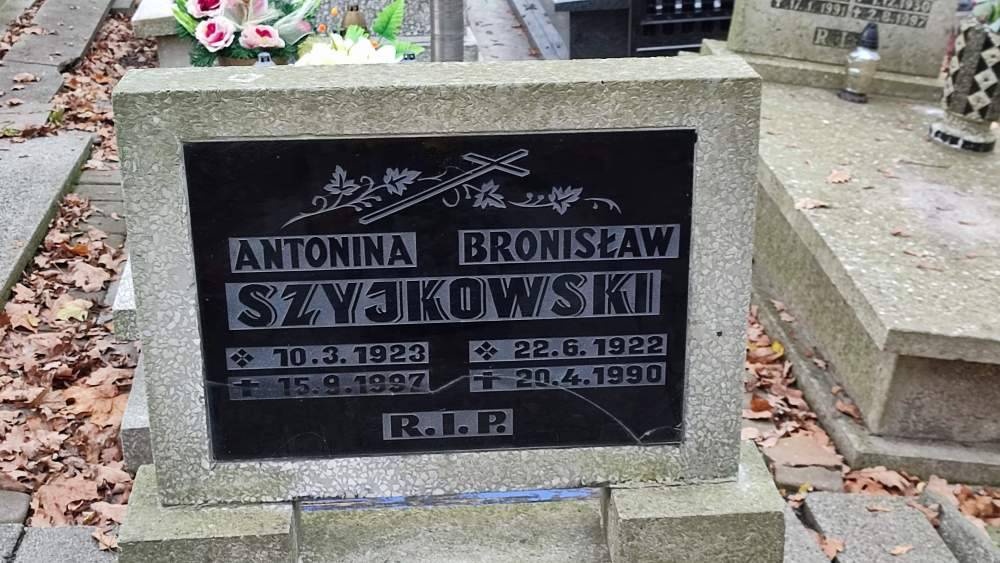 ANTONINA BRONISŁAW
SZYJKOWSKI
10.3.1923 22.6.1922
15.9.1997 20.4.1990
R.I.P.